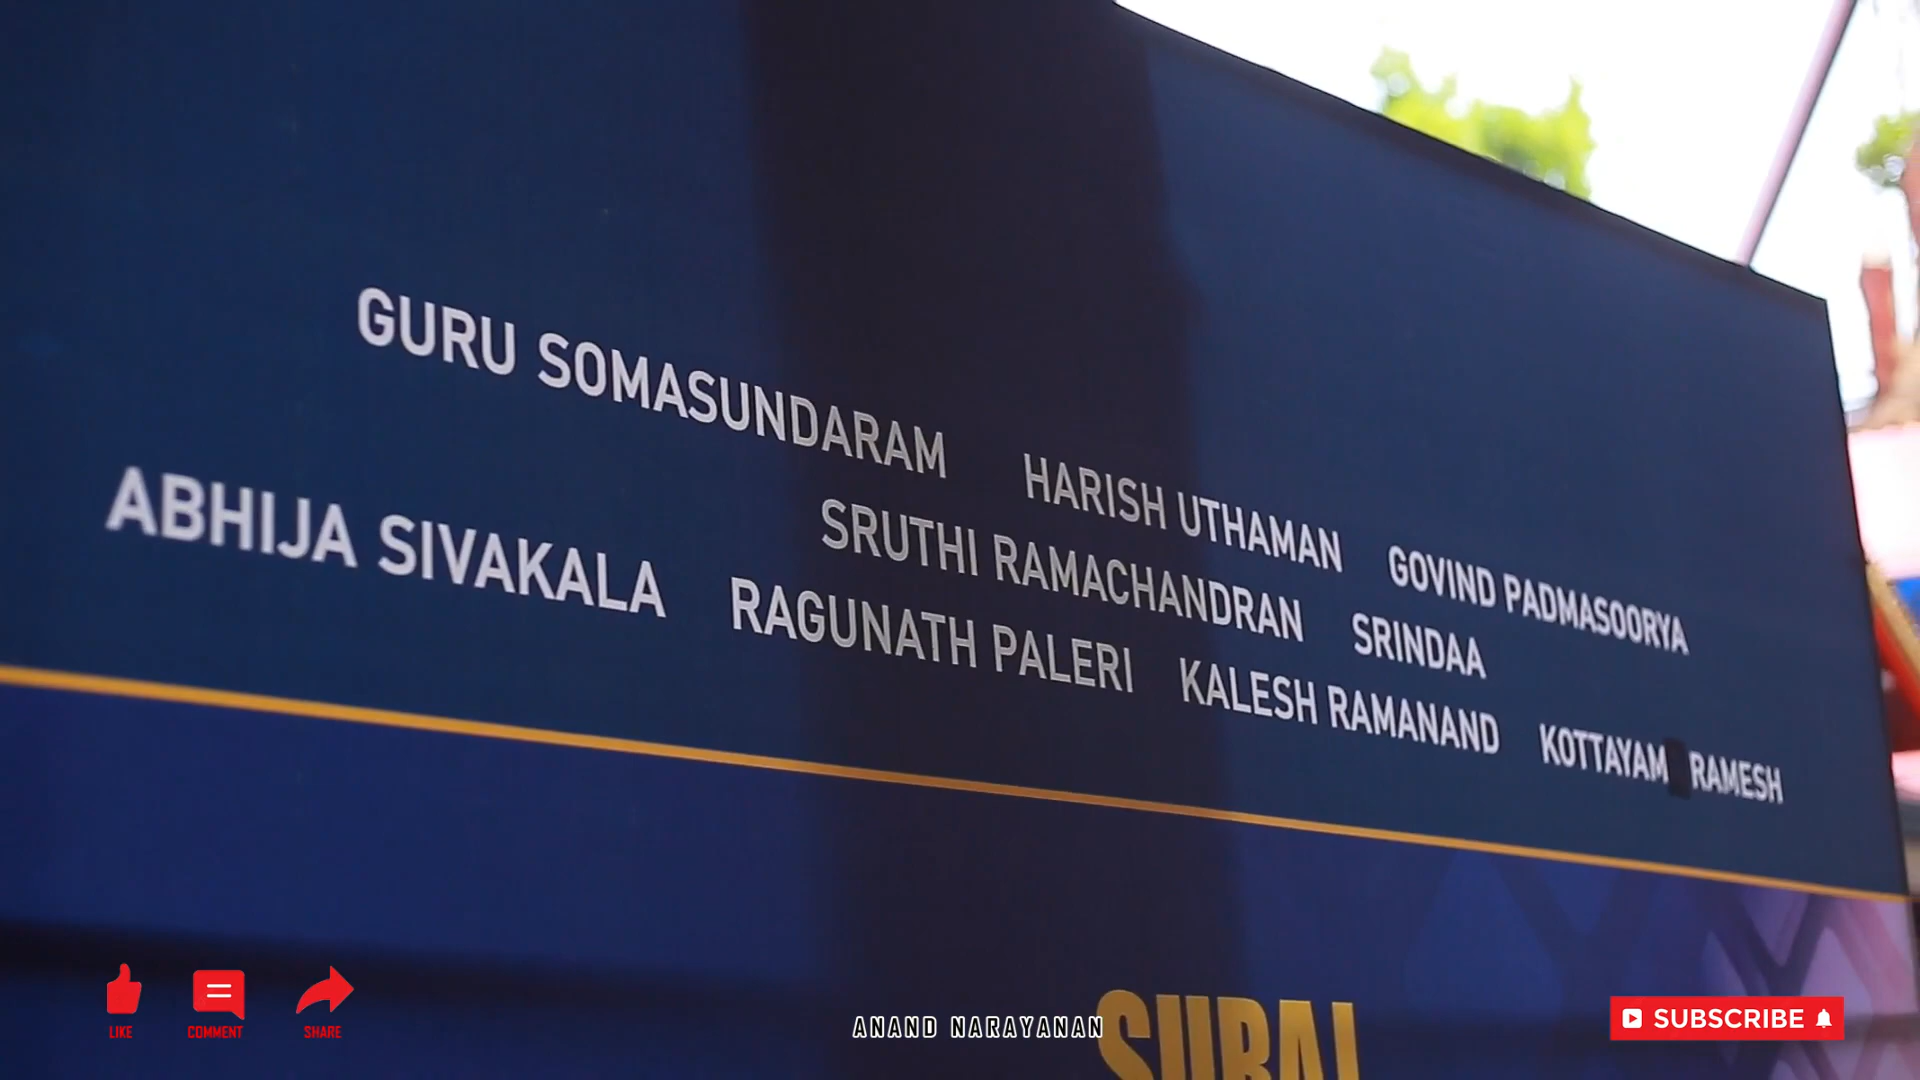 GURU SOMASUNDARAM HARISH UTHAMAN GOVIND PADMASOORYA
SRUTHI RAMACHANDRAN SRINDAA
ABHIJA SIVAKALA RAGUNATH PALERI KALESH RAMANAND KOTTAYAM RAMESH
SURAJ
LIKE
COMMENT
SHARE
ANAND NARAYANAN
SUBSCRIBE